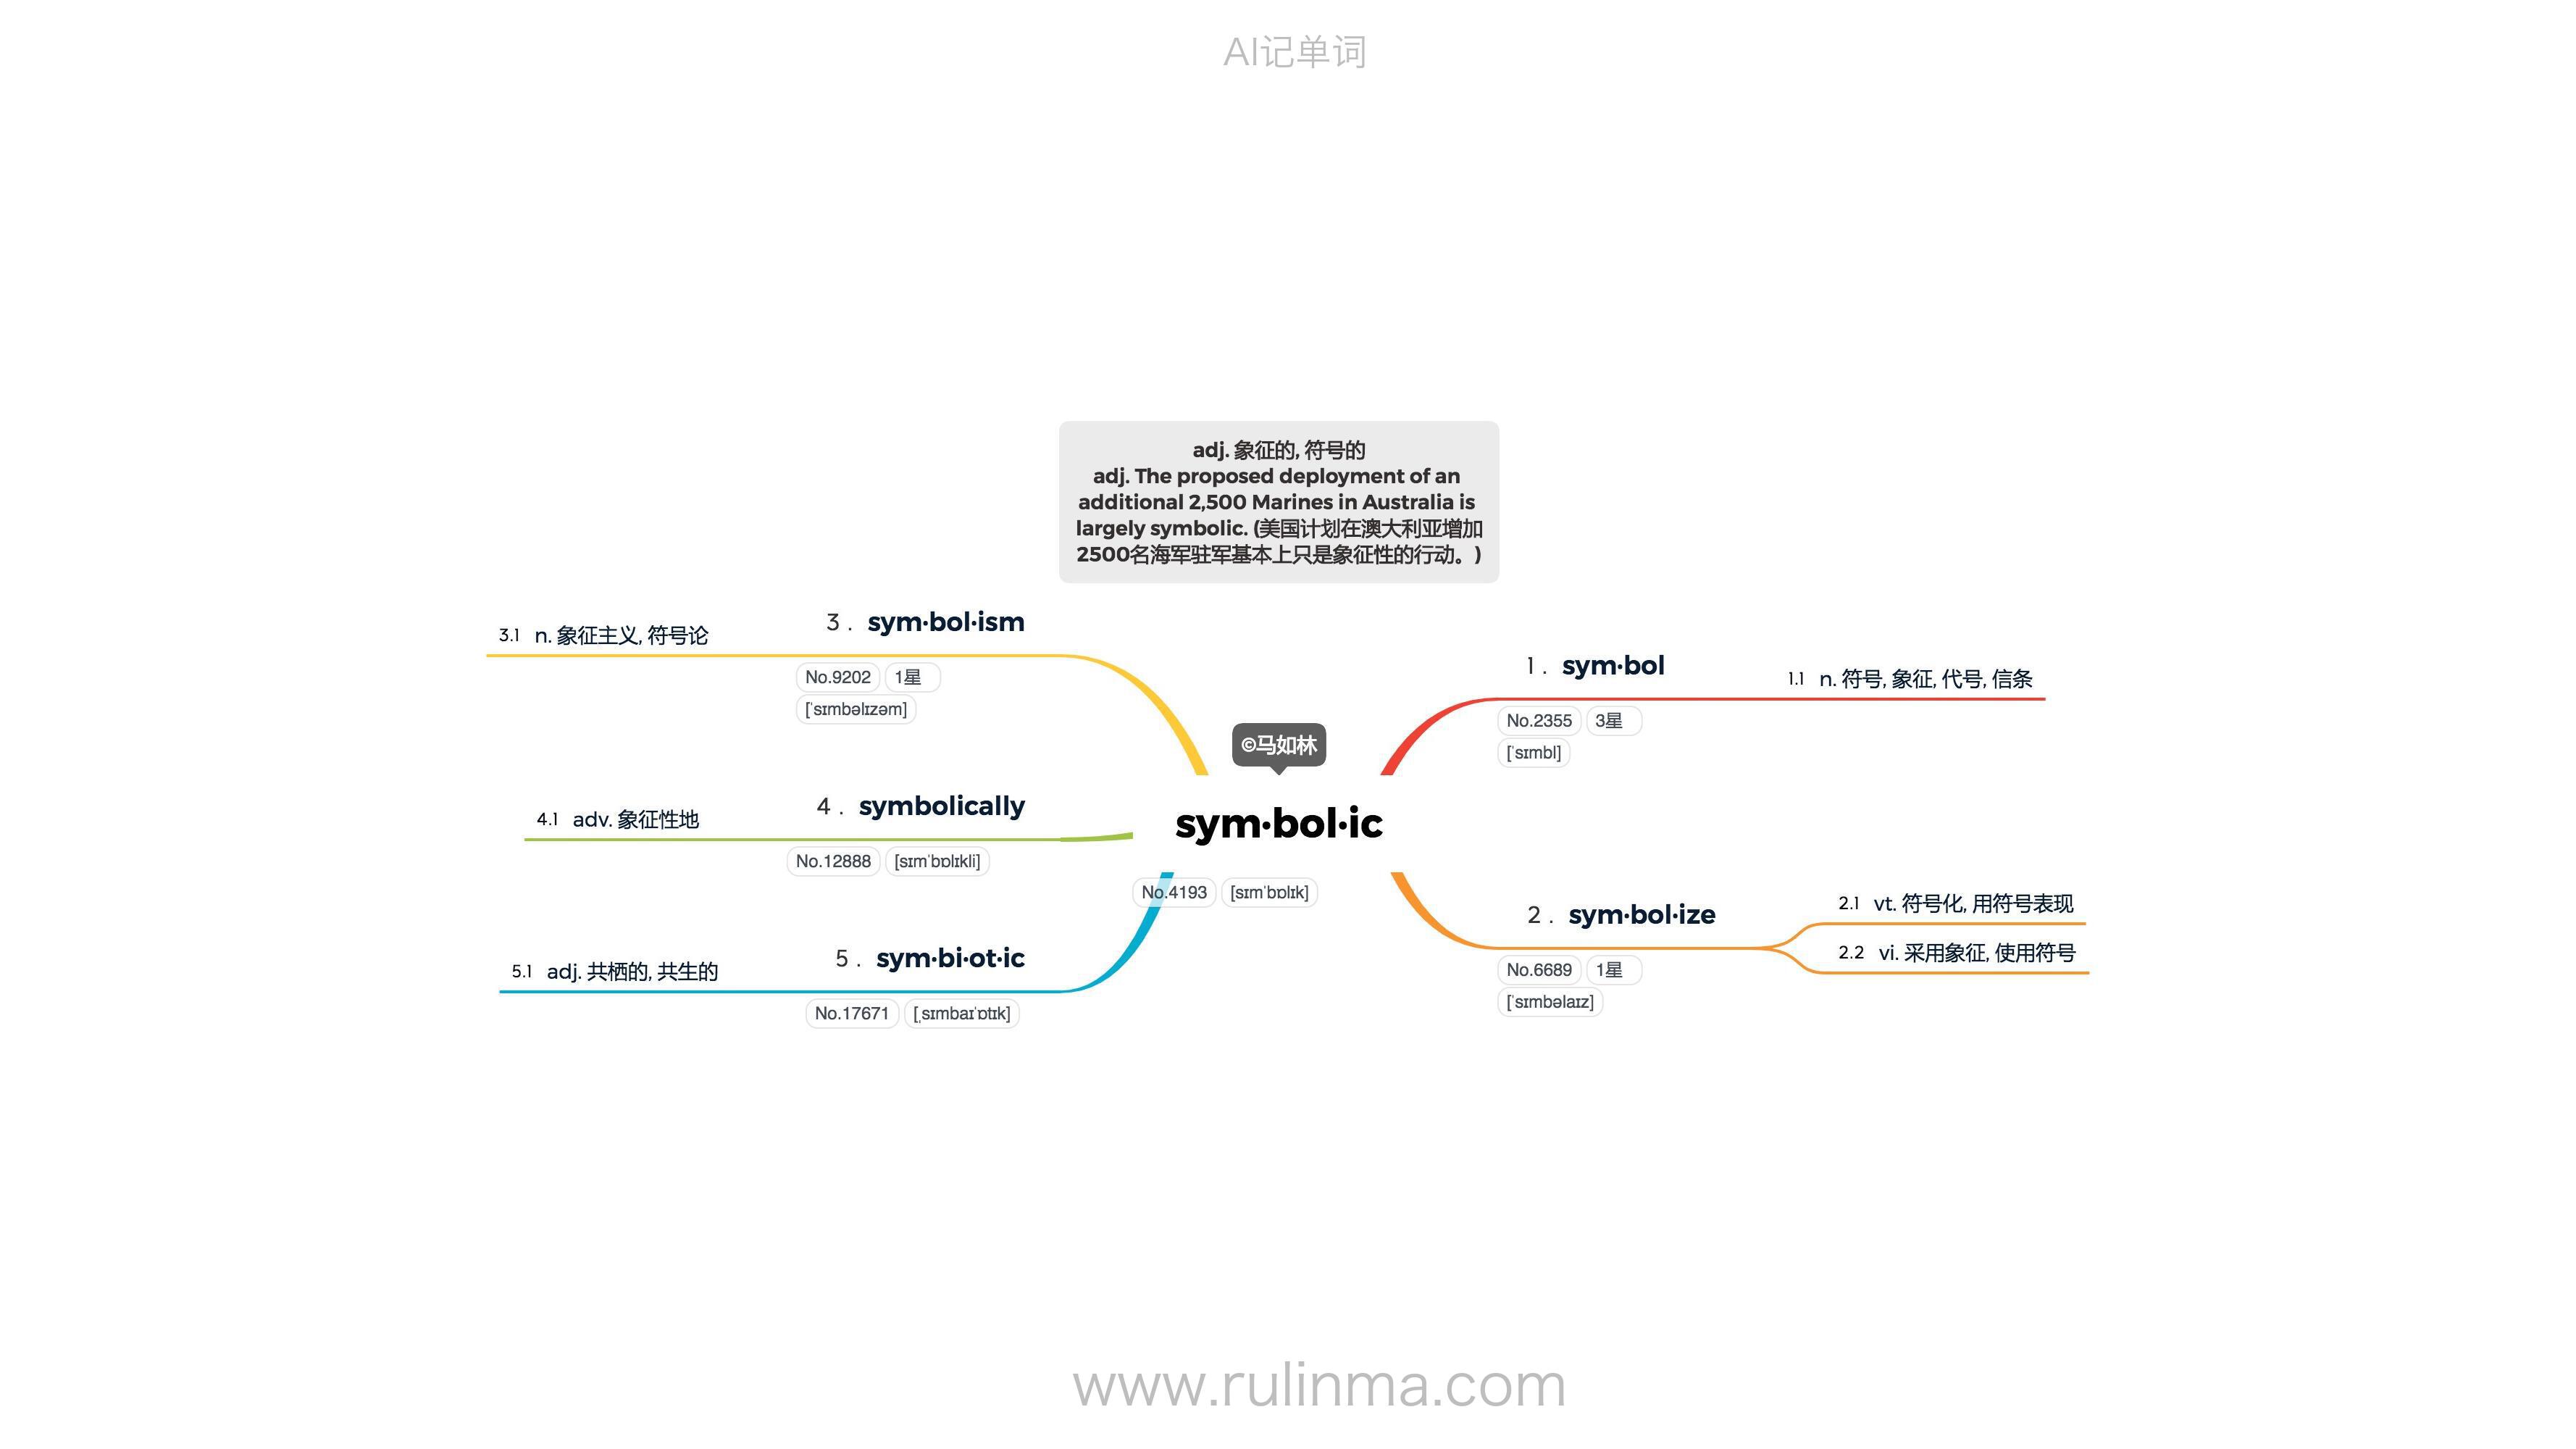 AI记单词
adj. 象征的, 符号的
adj. The proposed deployment of an
additional 2,500 Marines in Australia is
largely symbolic. (美国计划在澳大利亚增加
2500名海军驻军基本上只是象征性的行动。)
©马如林
sym·bol·ic
No.4193 [sɪmˈbɒlɪk]
1 . sym·bol
No.2355 3星
[ˈsɪmbl]
1.1 n. 符号, 象征, 代号, 信条
2 . sym·bol·ize
No.6689 1星
[ˈsɪmbəlaɪz]
2.1 vt. 符号化, 用符号表现
2.2 vi. 采用象征, 使用符号
3 . sym·bol·ism
No.9202 1星
[ˈsɪmbəlɪzəm]
3.1 n. 象征主义, 符号论
4 . symbolically
No.12888 [sɪmˈbɒlɪkli]
4.1 adv. 象征性地
5 . sym·bi·ot·ic
No.17671 [ˌsɪmbaɪˈɒtɪk]
5.1 adj. 共栖的, 共生的
www.rulinma.com